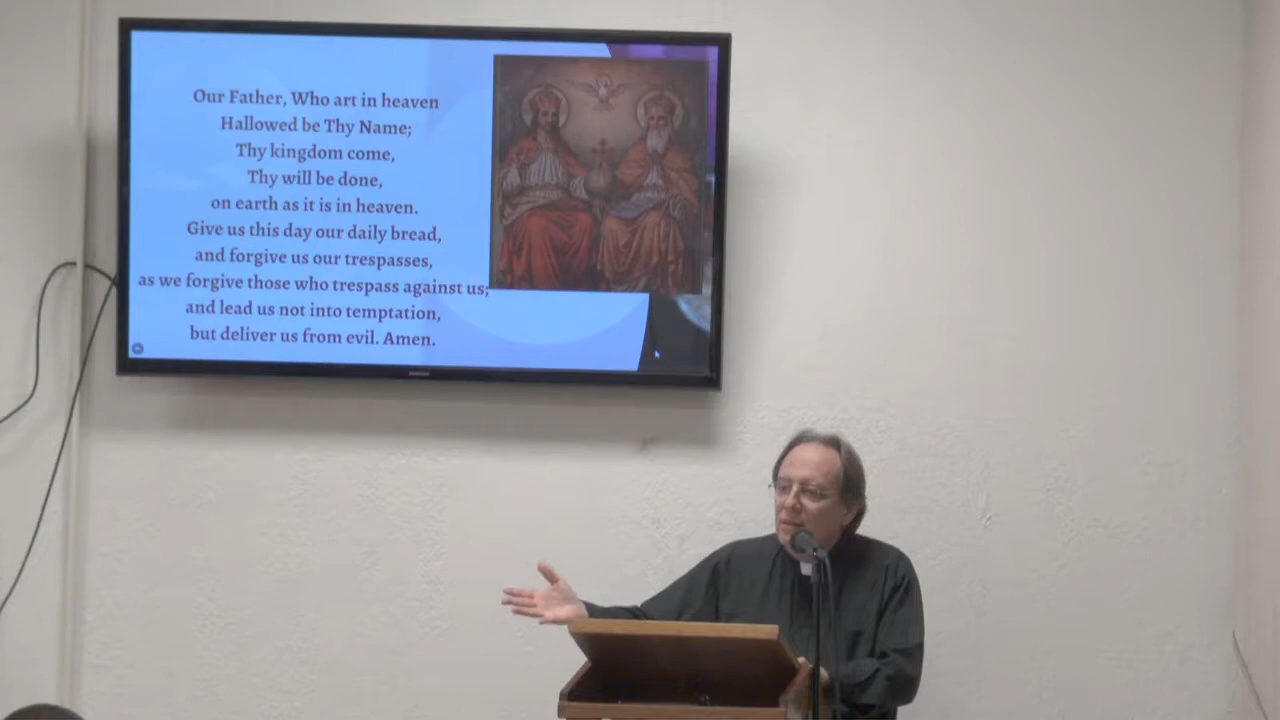 Our Father, Who art in heaven
Hallowed be Thy Name;
Thy kingdom come,
Thy will be done,
on earth as it is in heaven.
Give us this day our daily bread,
and forgive us our trespasses,
as we forgive those who trespass against us;
and lead us not into temptation,
but deliver us from evil. Amen.